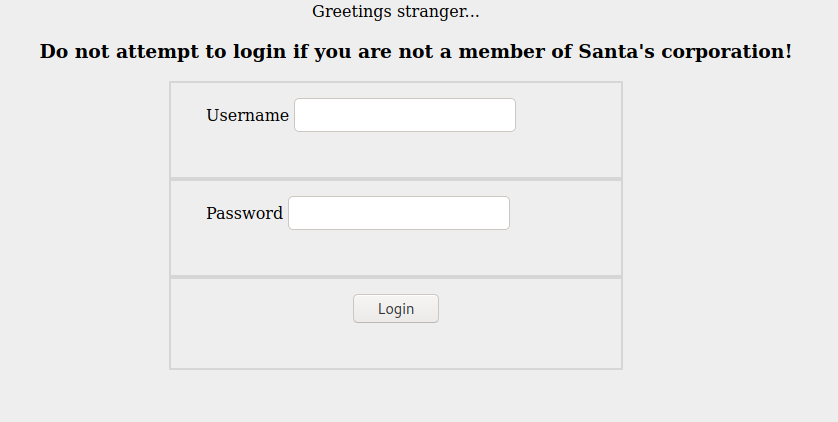 Greetings stranger...
Do not attempt to login if you are not a member of Santa's corporation!
Username
Password
Login